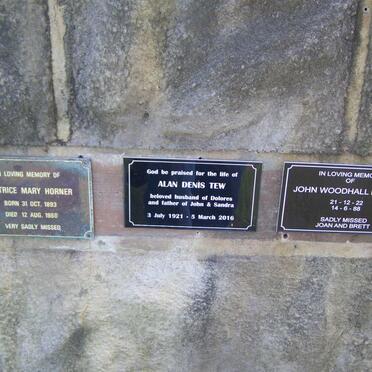 IN LOVING MEMORY OF
TRICE MARY HORNER
BORN 31 OCT. 1893
DIED 12 AUG. 1960
VERY SADLY MISSED
God be praised for the life of
ALAN DENIS TEW
beloved husband of Dolores
and father of John & Sandra
3 July 1921 - 5 March 2016
IN LOVING MEMORY
OF
JOHN WOODHALL
21 - 12 - 22
14 - 6 - 88
SADLY MISSED
JOAN AND BRETT